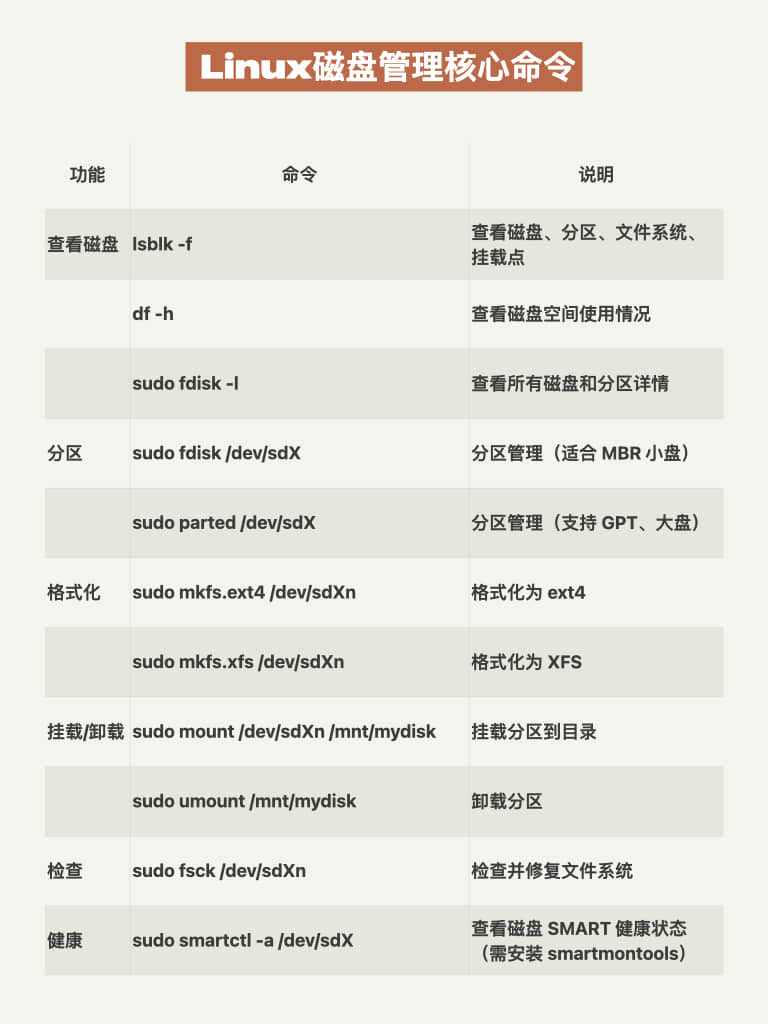 Linux磁盘管理核心命令
功能 命令 说明
查看磁盘 lsblk -f 查看磁盘、分区、文件系统、
挂载点
df -h 查看磁盘空间使用情况
sudo fdisk -l 查看所有磁盘和分区详情
分区 sudo fdisk /dev/sdX 分区管理（适合 MBR 小盘）
sudo parted /dev/sdX 分区管理（支持 GPT、大盘）
格式化 sudo mkfs.ext4 /dev/sdXn 格式化为 ext4
sudo mkfs.xfs /dev/sdXn 格式化为 XFS
挂载/卸载 sudo mount /dev/sdXn /mnt/mydisk 挂载分区到目录
sudo umount /mnt/mydisk 卸载分区
检查 sudo fsck /dev/sdXn 检查并修复文件系统
健康 sudo smartctl -a /dev/sdX 查看磁盘 SMART 健康状态
（需安装 smartmontools）